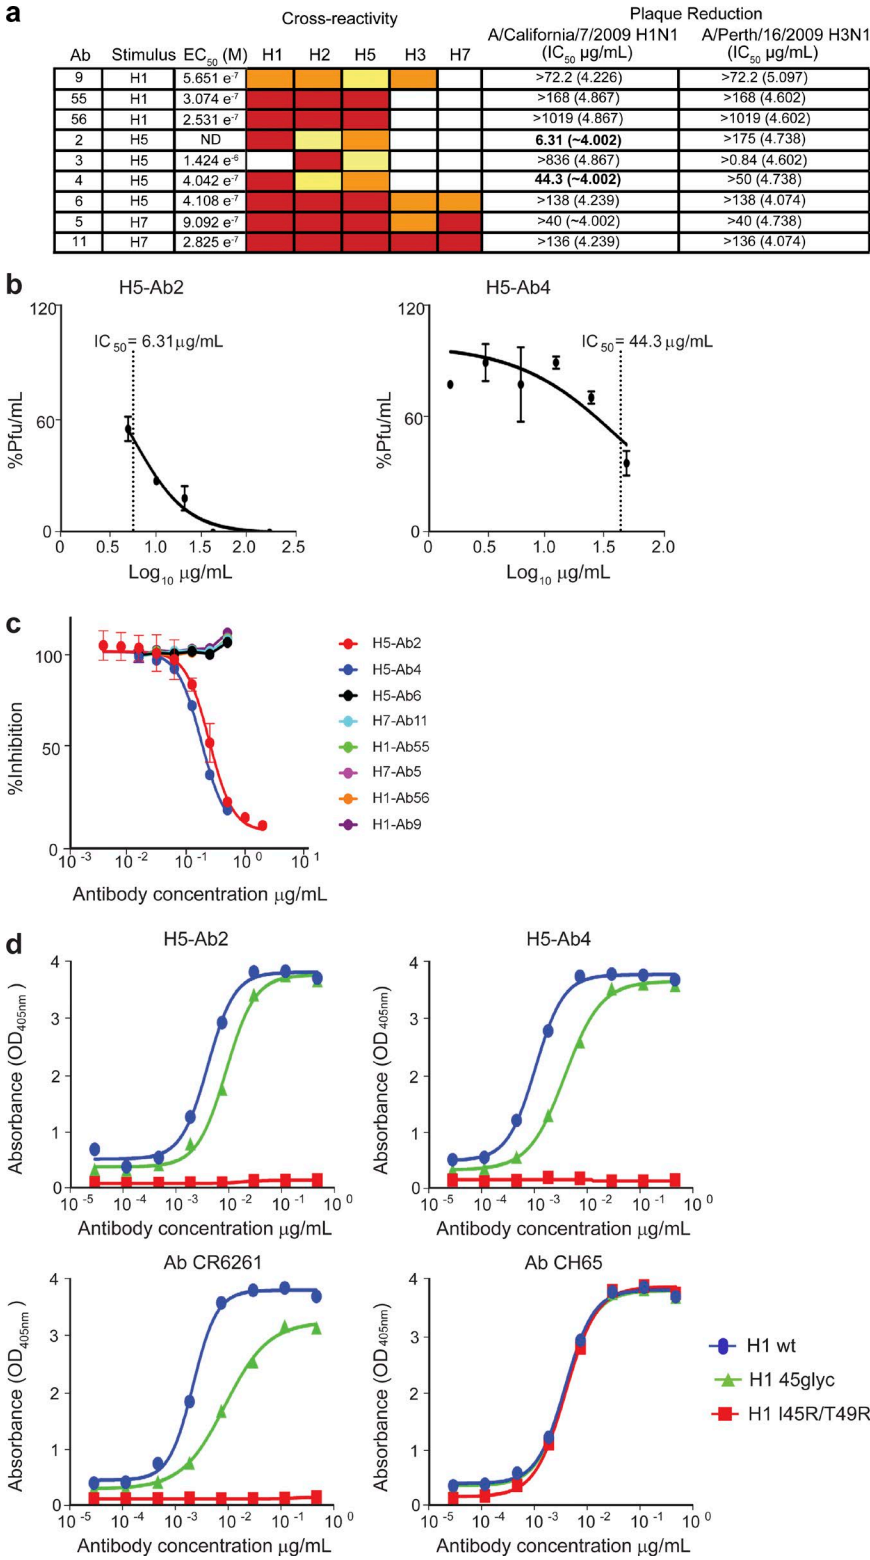 a
Cross-reactivity
Plaque Reduction
Ab Stimulus EC50 (M) H1 H2 H5 H3 H7 A/California/7/2009 H1N1 (IC50 µg/mL) A/Perth/16/2009 H3N1 (IC50 µg/mL)
9 H1 5.651 e-7 >72.2 (4.226) >72.2 (5.097)
55 H1 3.074 e-7 >168 (4.867) >168 (4.602)
56 H1 2.531 e-7 >1019 (4.867) >1019 (4.602)
2 H5 ND 6.31 (~4.002) >175 (4.738)
3 H5 1.424 e-6 >836 (4.867) >0.84 (4.602)
4 H5 4.042 e-7 44.3 (~4.002) >50 (4.738)
6 H5 4.108 e-7 >138 (4.239) >138 (4.074)
5 H7 9.092 e-7 >40 (~4.002) >40 (4.738)
11 H7 2.825 e-7 >136 (4.239) >136 (4.074)
b
H5-Ab2
120
60
0
%Pfu/mL
IC50= 6.31µg/mL
0 0.5 1.0 1.5 2.0 2.5
Log10 µg/mL
H5-Ab4
120
60
0
%Pfu/mL
IC50 = 44.3 µg/mL
0 0.5 1.0 1.5 2.0
Log10 µg/mL
c
100
50
0
%Inhibition
10-3 10-2 10-1 100 101
Antibody concentration µg/mL
H5-Ab2
H5-Ab4
H5-Ab6
H7-Ab11
H1-Ab55
H7-Ab5
H1-Ab56
H1-Ab9
d
H5-Ab2
4
3
2
1
0
Absorbance (OD405nm)
10-5 10-4 10-3 10-2 10-1 100
Antibody concentration µg/mL
H5-Ab4
4
3
2
1
0
Absorbance (OD405nm)
10-5 10-4 10-3 10-2 10-1 100
Antibody concentration µg/mL
Ab CR6261
4
3
2
1
0
Absorbance (OD405nm)
10-5 10-4 10-3 10-2 10-1 100
Antibody concentration µg/mL
Ab CH65
4
3
2
1
0
Absorbance (OD405nm)
10-5 10-4 10-3 10-2 10-1 100
Antibody concentration µg/mL
H1 wt
H1 45glyc
H1 I45R/T49R